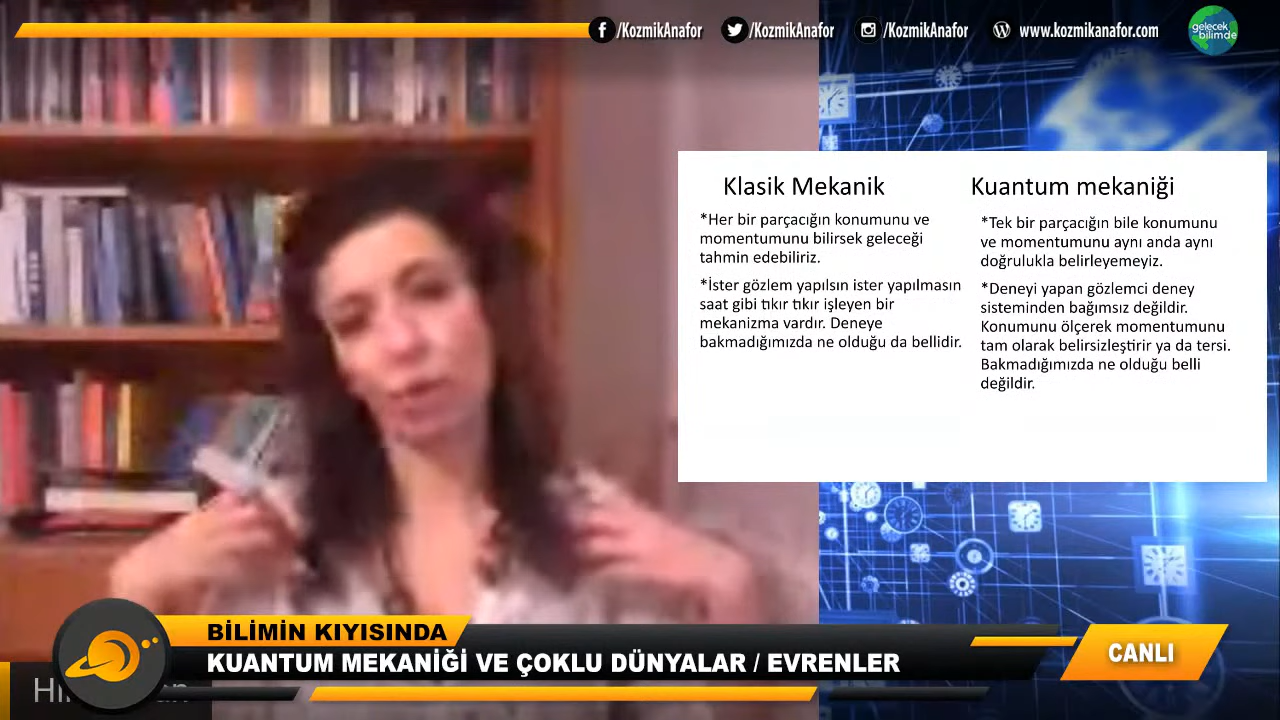 /KozmikAnafor
/KozmikAnafor
/KozmikAnafor
www.kozmikanafor.com
gelecek
bilimde
Klasik Mekanik
*Her bir parçacığın konumunu ve
momentumunu bilirsek geleceği
tahmin edebiliriz.
*İster gözlem yapılsın ister yapılmasın
saat gibi tıkır tıkır işleyen bir
mekanizma vardır. Deneye
bakmadığımızda ne olduğu da bellidir.
Kuantum mekaniği
*Tek bir parçacığın bile konumunu
ve momentumunu aynı anda aynı
doğrulukla belirleyemeyiz.
*Deneyi yapan gözlemci deney
sisteminden bağımsız değildir.
Konumunu ölçerek momentumunu
tam olarak belirsizleştirir ya da tersi.
Bakmadığımızda ne olduğu belli
değildir.
BİLİMİN KIYISINDA
KUANTUM MEKANİĞİ VE ÇOKLU DÜNYALAR / EVRENLER
CANLI